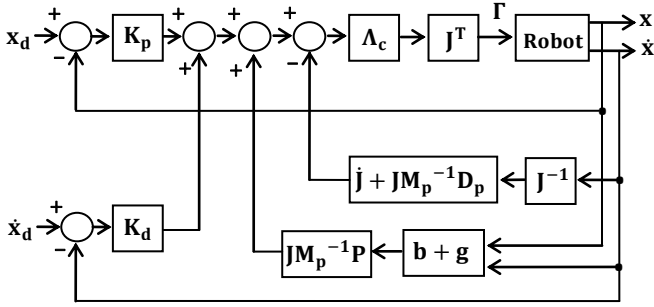 + + + + Γ x
x_d K_p Λ_c J^T Robot ẋ
− + + −
J̇ + JM_p^{-1}D_p J^{-1}
+
ẋ_d K_d JM_p^{-1}P b + g
−